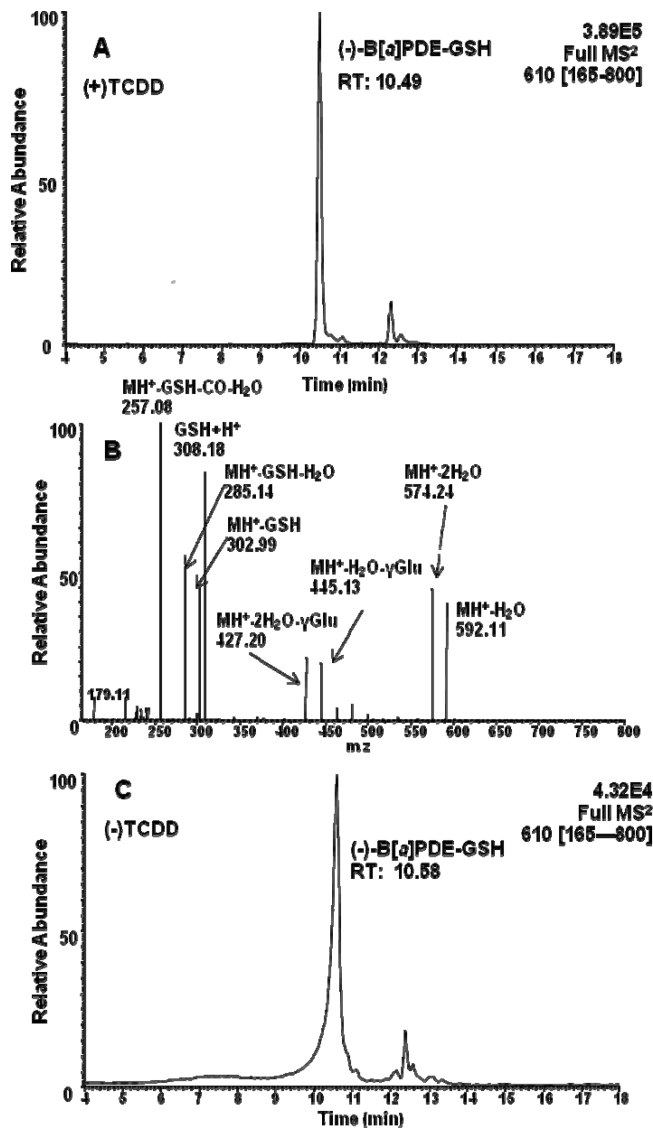 100
A
(+)TCDD
(-)-B[a]PDE-GSH
RT: 10.49
3.89E5
Full MS²
610 [165-800]
Relative Abundance
50
0
4 5 6 7 8 9 10 11 12 13 14 15 16 17 18
Time (min)
MH⁺-GSH-CO-H₂O
257.08
100
B
GSH+H⁺
308.18
MH⁺-GSH-H₂O
285.14
MH⁺-GSH
302.99
MH⁺-2H₂O
574.24
MH⁺-H₂O-γGlu
445.13
MH⁺-2H₂O-γGlu
427.20
MH⁺-H₂O
592.11
Relative Abundance
50
179.11
0
200 250 300 350 400 450 500 550 600 650 700 750 800
m z
100
C
(-)TCDD
(-)-B[a]PDE-GSH
RT: 10.58
4.32E4
Full MS²
610 [165—800]
Relative Abundance
50
0
4 5 6 7 8 9 10 11 12 13 14 15 16 17 18
Time (min)